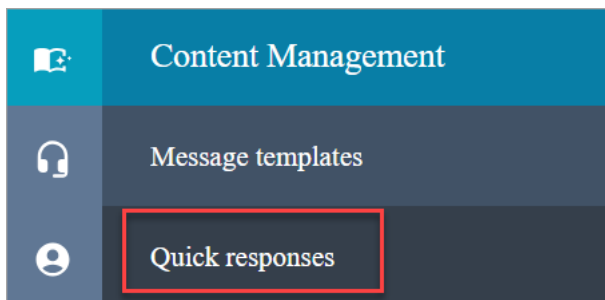 Content Management
Message templates
Quick responses